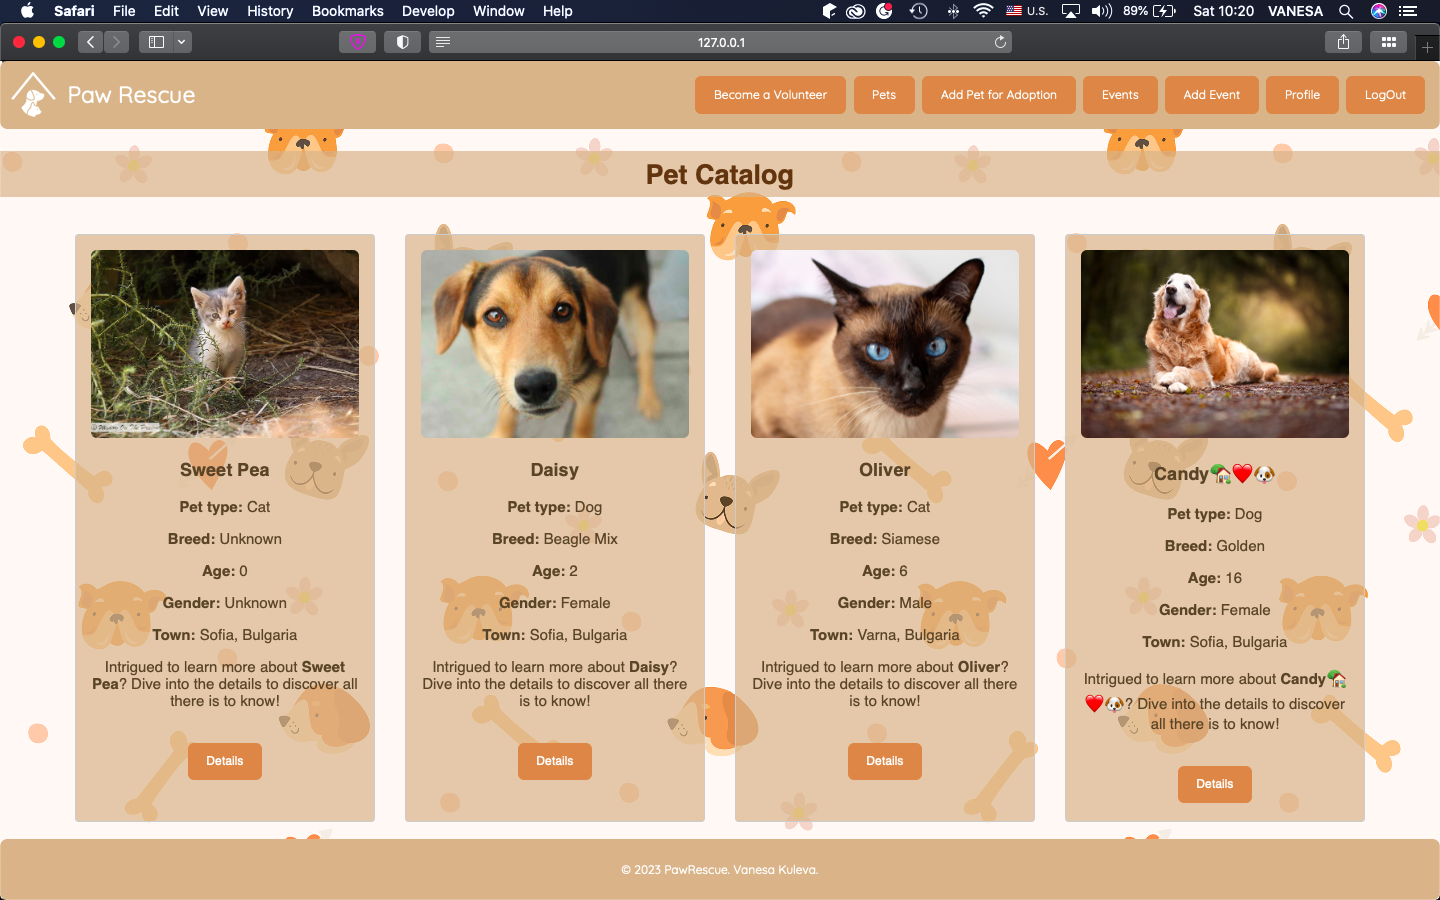 Safari File Edit View History Bookmarks Develop Window Help U.S. 89% Sat 10:20 VANESA
127.0.0.1
Paw Rescue Become a Volunteer Pets Add Pet for Adoption Events Add Event Profile LogOut
Pet Catalog
Sweet Pea
Pet type: Cat
Breed: Unknown
Age: 0
Gender: Unknown
Town: Sofia, Bulgaria
Intrigued to learn more about Sweet
Pea? Dive into the details to discover all
there is to know!
Details
Daisy
Pet type: Dog
Breed: Beagle Mix
Age: 2
Gender: Female
Town: Sofia, Bulgaria
Intrigued to learn more about Daisy?
Dive into the details to discover all there
is to know!
Details
Oliver
Pet type: Cat
Breed: Siamese
Age: 6
Gender: Male
Town: Varna, Bulgaria
Intrigued to learn more about Oliver?
Dive into the details to discover all there
is to know!
Details
Candy🏡❤️🐶
Pet type: Dog
Breed: Golden
Age: 16
Gender: Female
Town: Sofia, Bulgaria
Intrigued to learn more about Candy🏡
❤️🐶? Dive into the details to discover
all there is to know!
Details
© 2023 PawRescue. Vanesa Kuleva.